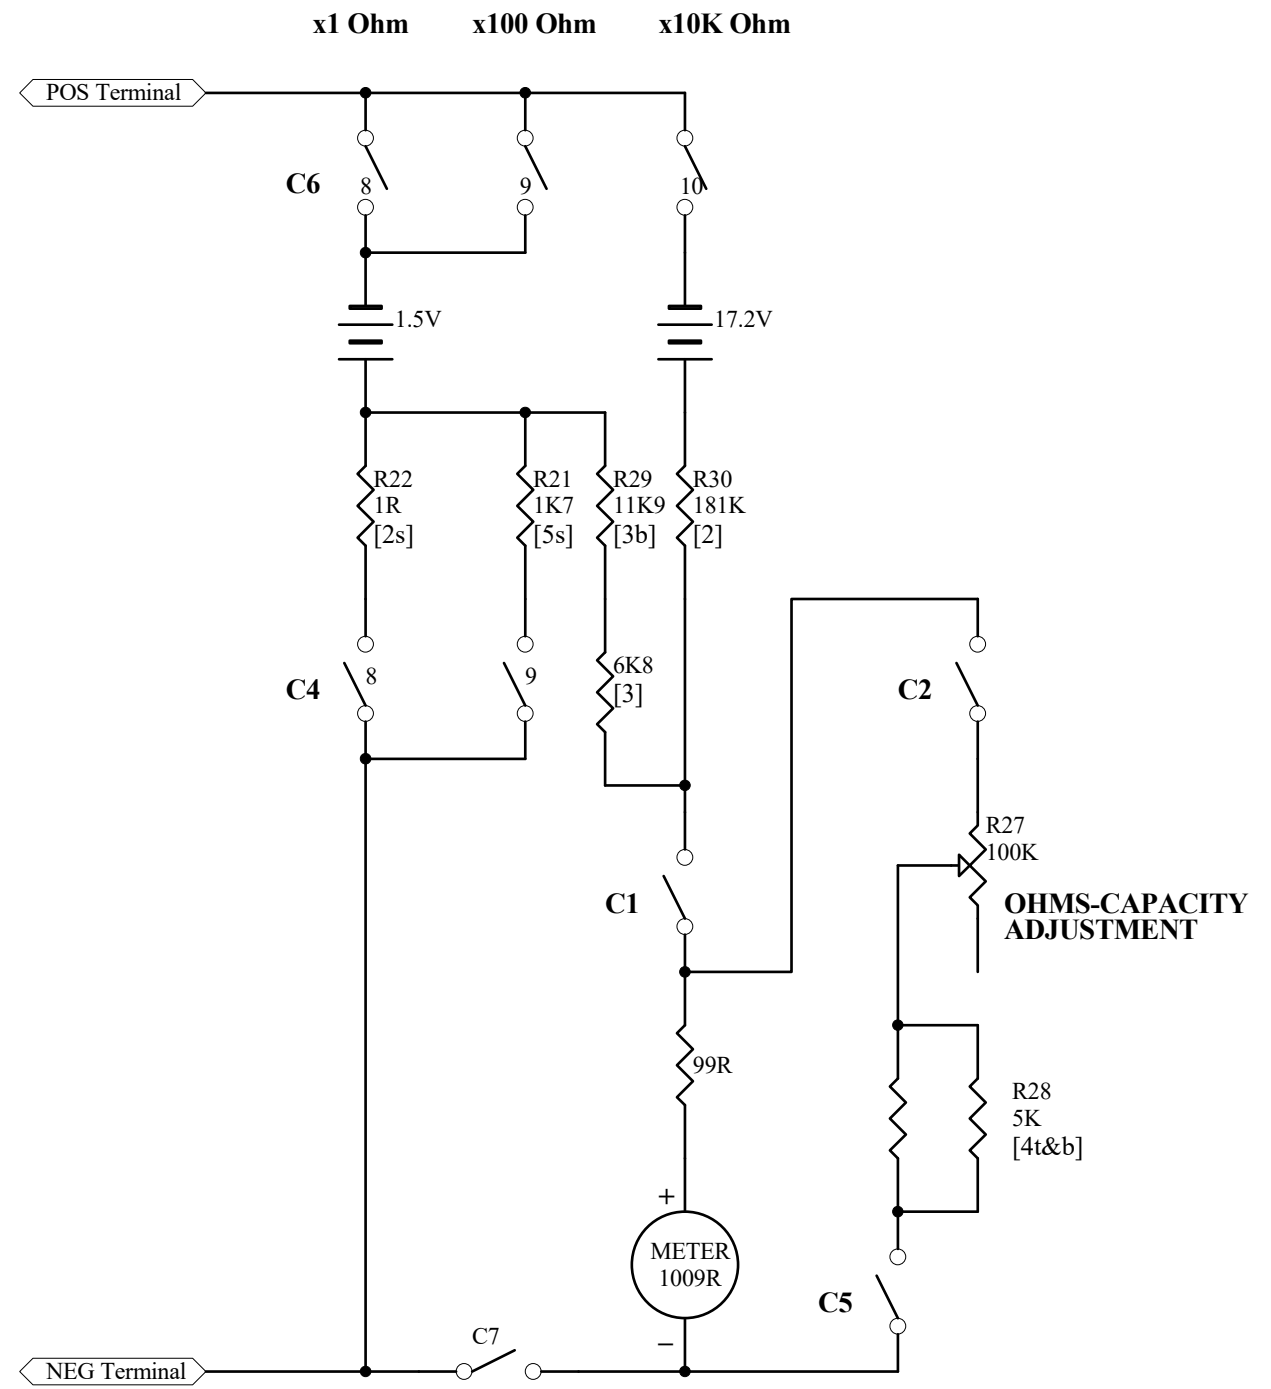 x1 Ohm x100 Ohm x10K Ohm
POS Terminal
C6 8 9 10
1.5V 17.2V
R22 R21 R29 R30
1R 1K7 11K9 181K
[2s] [5s] [3b] [2]
C4 8 9
6K8
[3]
C2
R27
100K
C1
OHMS-CAPACITY
ADJUSTMENT
99R
R28
5K
[4t&b]
+
METER
1009R
C5
−
C7
NEG Terminal